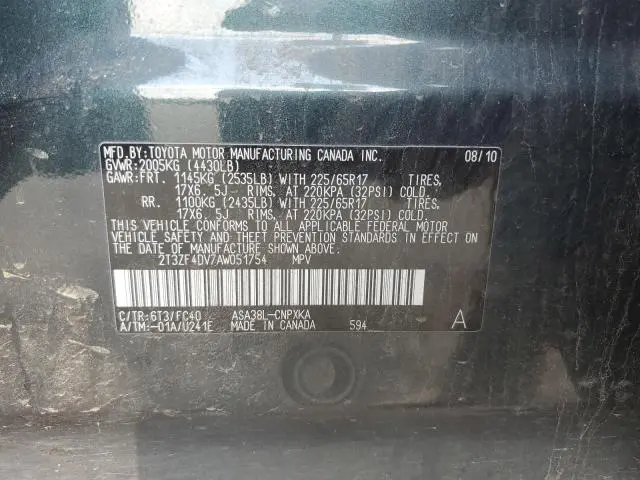 MFD.BY:TOYOTA MOTOR MANUFACTURING CANADA INC. 08/10
GVWR:2005KG (4430LB)
GAWR:FRT. 1145KG (2535LB) WITH 225/65R17 TIRES,
17X6. 5J RIMS, AT 220KPA (32PSI) COLD.
RR. 1100KG (2435LB) WITH 225/65R17 TIRES,
17X6. 5J RIMS, AT 220KPA (32PSI) COLD.
THIS VEHICLE CONFORMS TO ALL APPLICABLE FEDERAL MOTOR
VEHICLE SAFETY AND THEFT PREVENTION STANDARDS IN EFFECT ON
THE DATE OF MANUFACTURE SHOWN ABOVE.
2T3ZF4DV7AW051754 MPV
C/TR:6T3/FC40 ASA38L-CNPXKA
A/TM:-01A/U241E MADE IN CANADA 594 A